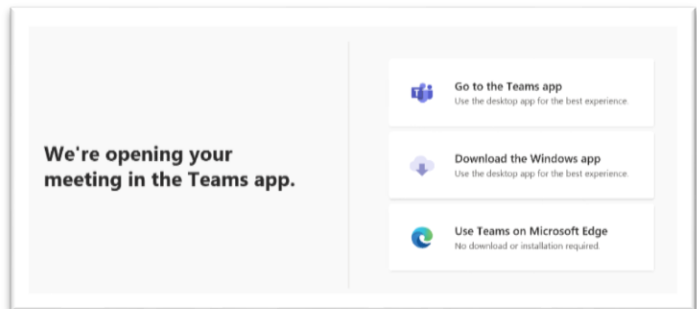 We're opening your
meeting in the Teams app.
Go to the Teams app
Use the desktop app for the best experience.
Download the Windows app
Use the desktop app for the best experience.
Use Teams on Microsoft Edge
No download or installation required.